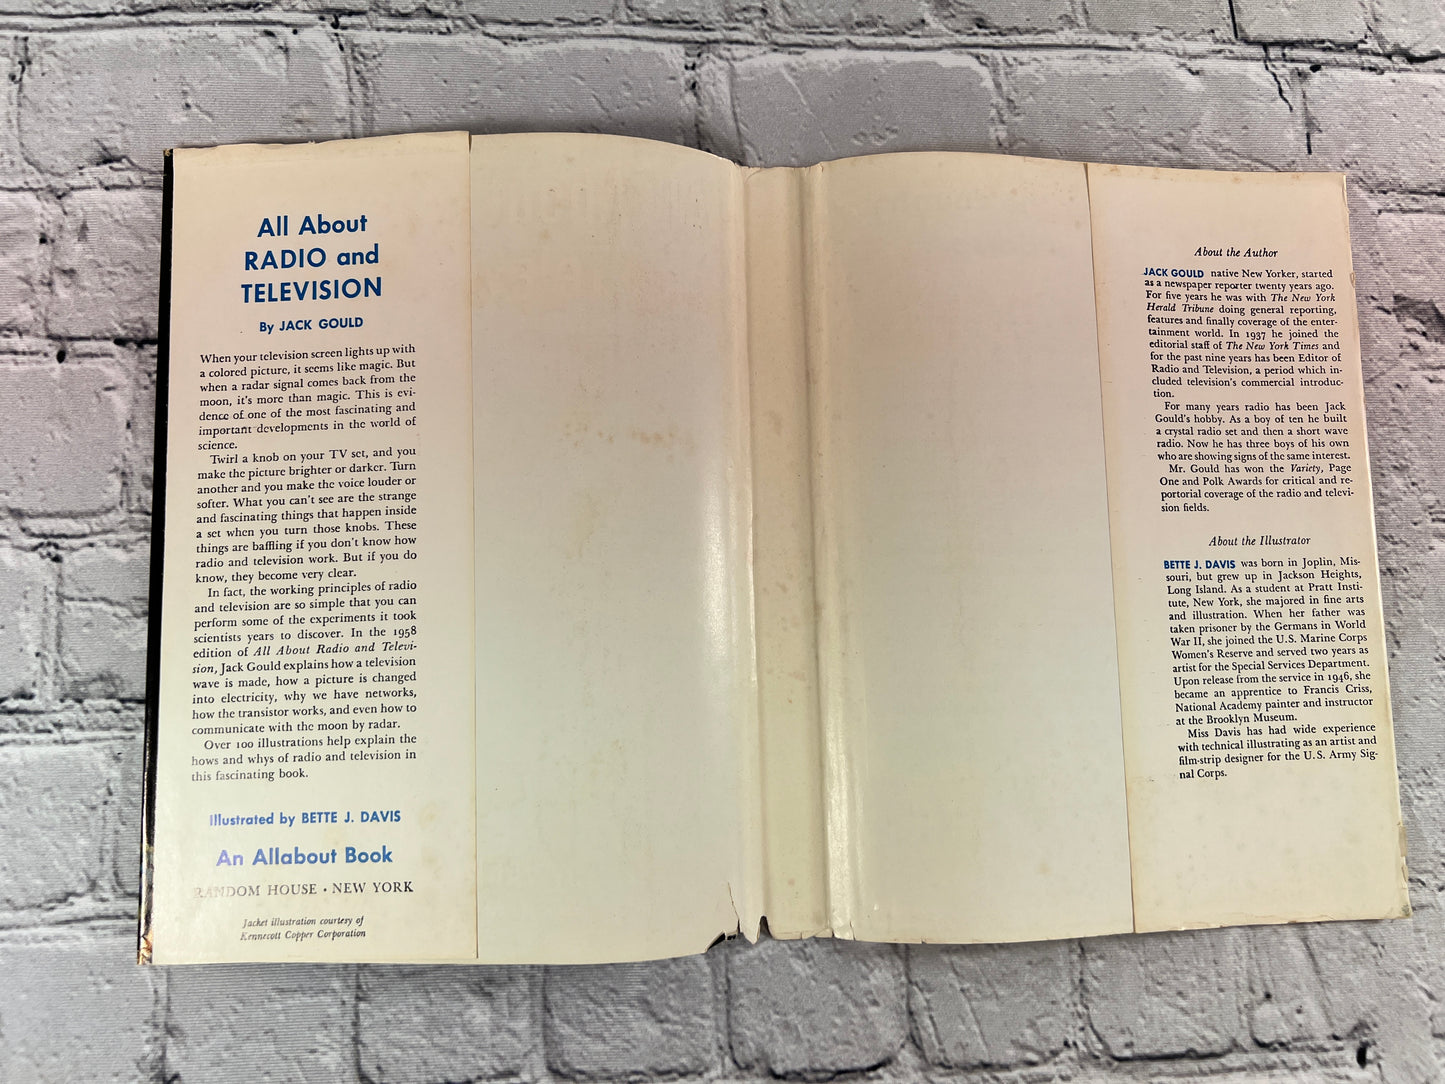 All About
RADIO and
TELEVISION
By JACK GOULD
When your television screen lights up with
a colored picture, it seems like magic. But
when a radar signal comes back from the
moon, it's more than magic. This is evi-
dence of one of the most fascinating and
important developments in the world of
science.
Twirl a knob on your TV set, and you
make the picture brighter or darker. Turn
another and you make the voice louder or
softer. What you can't see are the strange
and fascinating things that happen inside
a set when you turn those knobs. These
things are baffling if you don't know how
radio and television work. But if you do
know, they become very clear.
In fact, the working principles of radio
and television are so simple that you can
perform some of the experiments it took
scientists years to discover. In the 1958
edition of All About Radio and Televi-
sion, Jack Gould explains how a television
wave is made, how a picture is changed
into electricity, why we have networks,
how the transistor works, and even how to
communicate with the moon by radar.
Over 100 illustrations help explain the
hows and whys of radio and television in
this fascinating book.
Illustrated by BETTE J. DAVIS
An Allabout Book
RANDOM HOUSE • NEW YORK
Jacket illustration courtesy of
Kennecott Copper Corporation
About the Author
JACK GOULD native New Yorker, started
as a newspaper reporter twenty years ago.
For five years he was with The New York
Herald Tribune doing general reporting,
features and finally coverage of the enter-
tainment world. In 1937 he joined the
editorial staff of The New York Times and
for the past nine years has been Editor of
Radio and Television, a period which in-
cluded television's commercial introduc-
tion.
For many years radio has been Jack
Gould's hobby. As a boy of ten he built
a crystal radio set and then a short wave
radio. Now he has three boys of his own
who are showing signs of the same interest.
Mr. Gould has won the Variety, Page
One and Polk Awards for critical and re-
portorial coverage of the radio and televi-
sion fields.
About the Illustrator
BETTE J. DAVIS was born in Joplin, Mis-
souri, but grew up in Jackson Heights,
Long Island. As a student at Pratt Insti-
tute, New York, she majored in fine arts
and illustration. When her father was
taken prisoner by the Germans in World
War II, she joined the U.S. Marine Corps
Women's Reserve and served two years as
artist for the Special Services Department.
Upon release from the service in 1946, she
became an apprentice to Francis Criss,
National Academy painter and instructor
at the Brooklyn Museum.
Miss Davis has had wide experience
with technical illustrating as an artist and
film-strip designer for the U.S. Army Sig-
nal Corps.